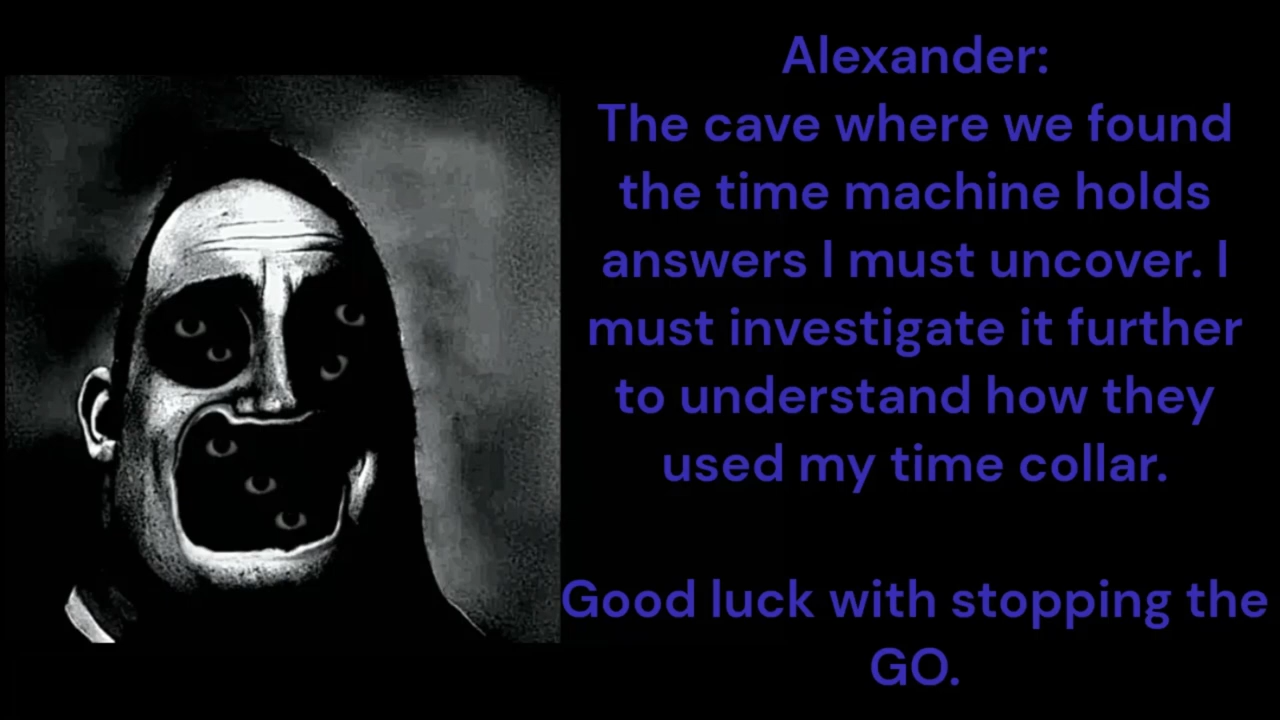 Alexander:
The cave where we found
the time machine holds
answers I must uncover. I
must investigate it further
to understand how they
used my time collar.
Good luck with stopping the
GO.